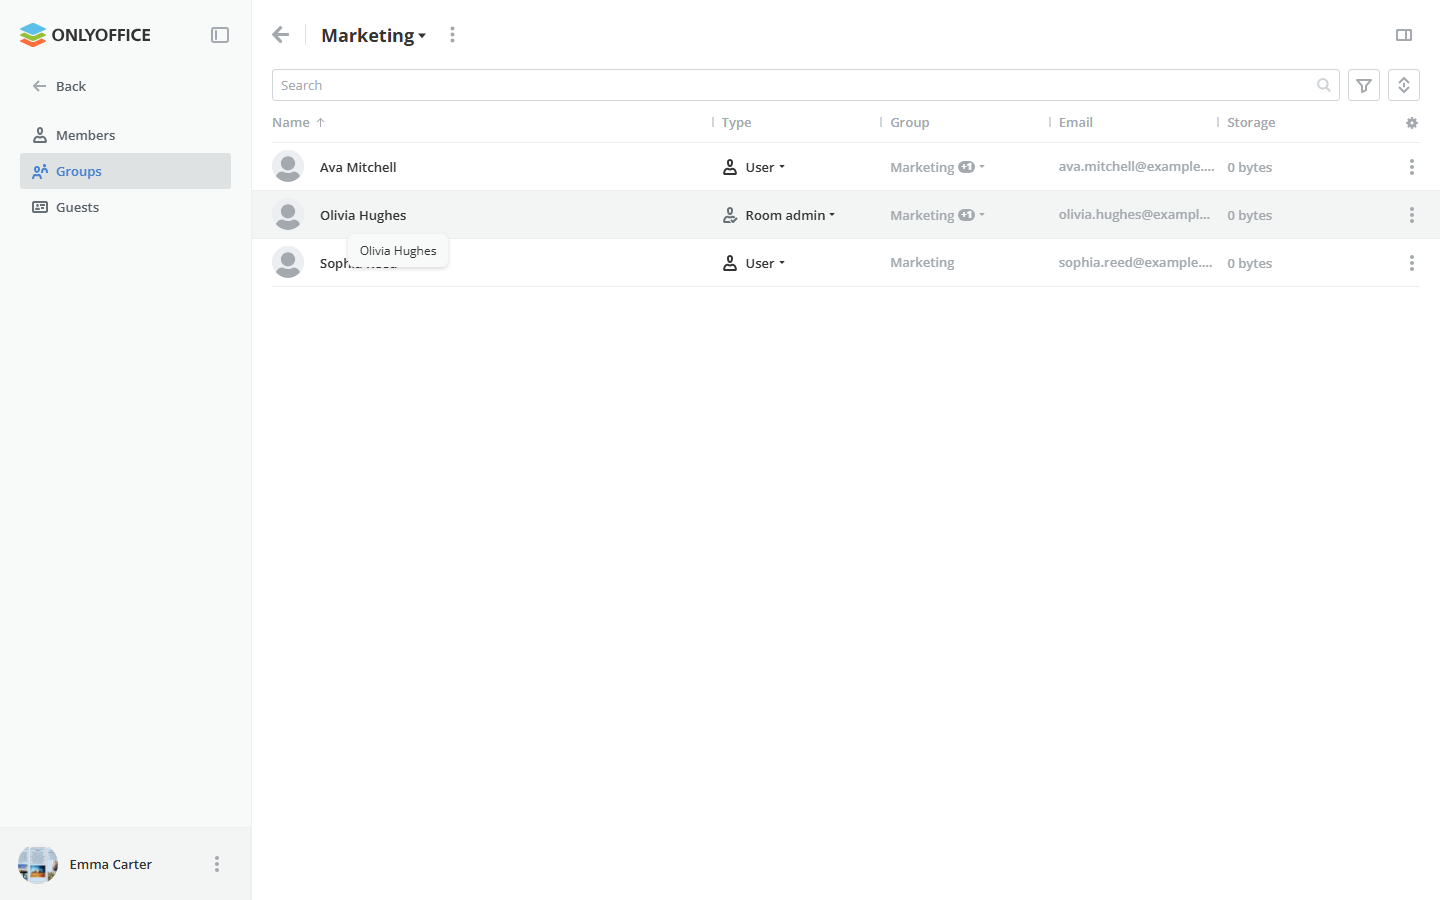 ONLYOFFICE
Back
Members
Groups
Guests
Emma Carter
Marketing
Search
Name Type Group Email Storage
Ava Mitchell User Marketing +1 ava.mitchell@example.... 0 bytes
Olivia Hughes Room admin Marketing +1 olivia.hughes@exampl... 0 bytes
Olivia Hughes
Sophia Reed User Marketing sophia.reed@example.... 0 bytes